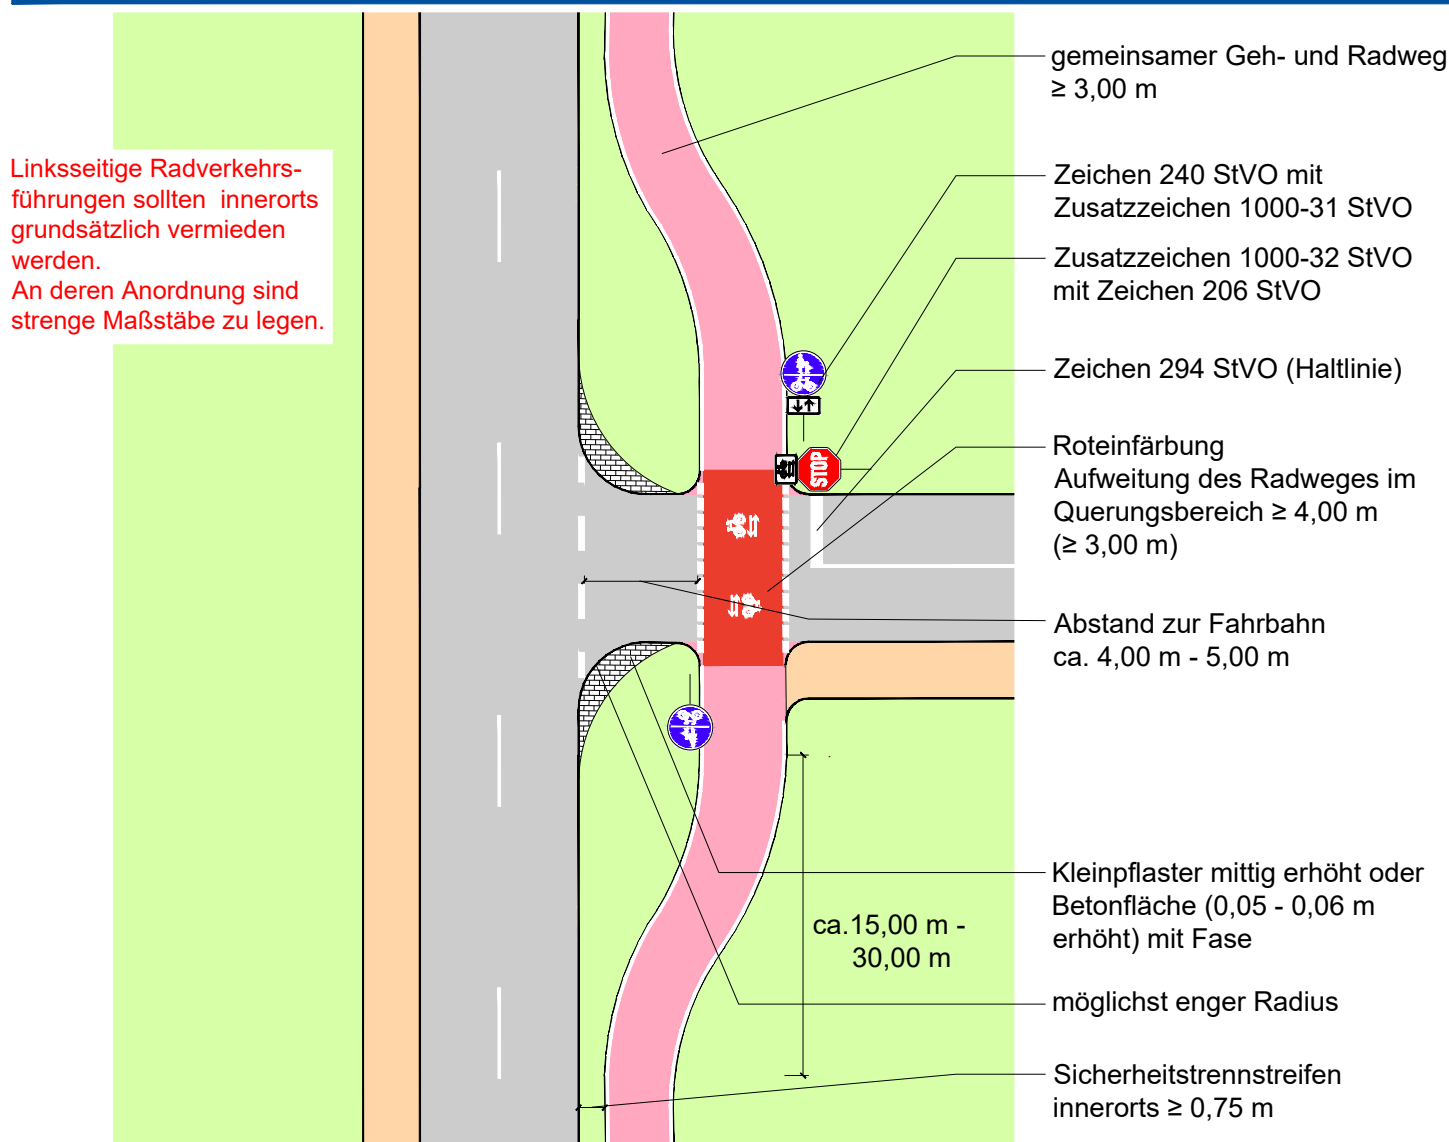 gemeinsamer Geh- und Radweg
≥ 3,00 m
Linksseitige Radverkehrs-
führungen sollten innerorts
grundsätzlich vermieden
werden.
An deren Anordnung sind
strenge Maßstäbe zu legen.
Zeichen 240 StVO mit
Zusatzzeichen 1000-31 StVO
Zusatzzeichen 1000-32 StVO
mit Zeichen 206 StVO
Zeichen 294 StVO (Haltlinie)
STOP
Roteinfärbung
Aufweitung des Radweges im
Querungsbereich ≥ 4,00 m
(≥ 3,00 m)
Abstand zur Fahrbahn
ca. 4,00 m - 5,00 m
Kleinpflaster mittig erhöht oder
Betonfläche (0,05 - 0,06 m
erhöht) mit Fase
ca.15,00 m -
30,00 m
möglichst enger Radius
Sicherheitstrennstreifen
innerorts ≥ 0,75 m